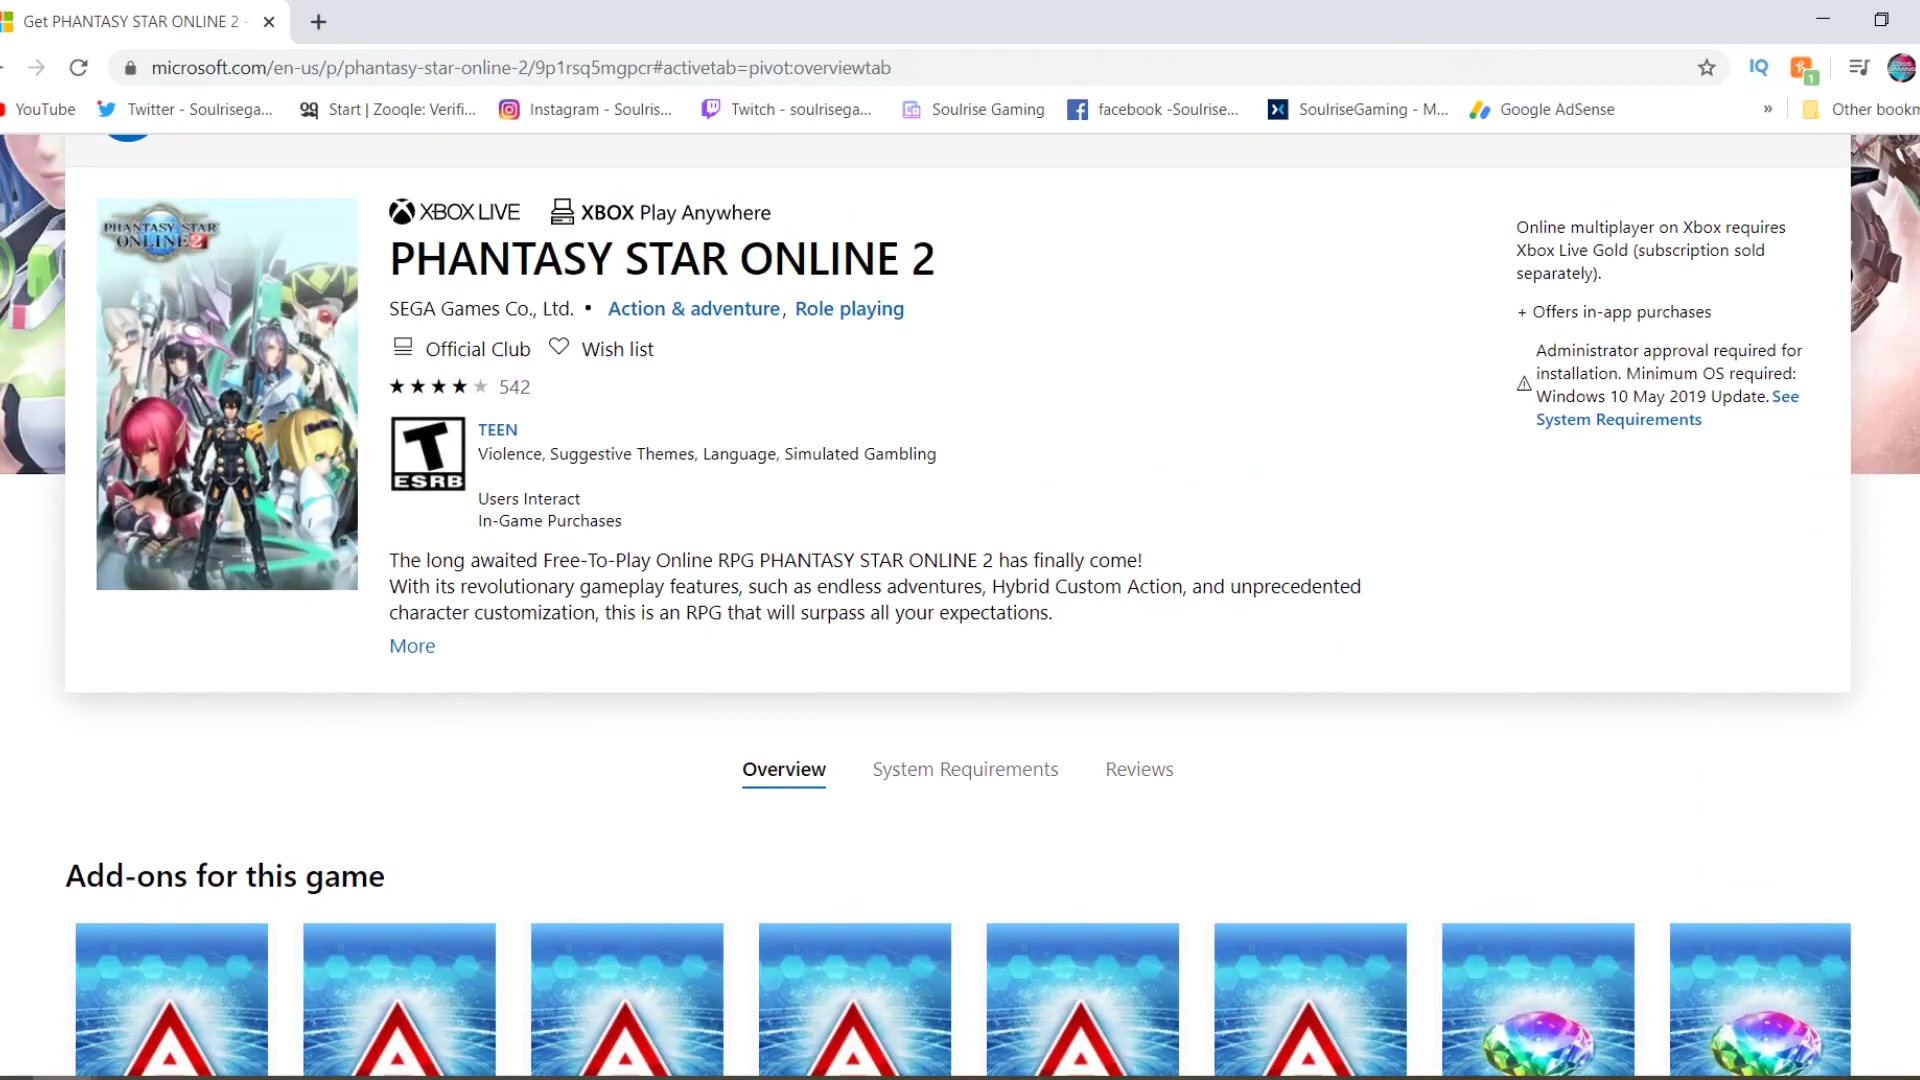 Get PHANTASY STAR ONLINE 2 -
microsoft.com/en-us/p/phantasy-star-online-2/9p1rsq5mgpcr#activetab=pivot:overviewtab
IQ
1
YouTube
Twitter - Soulrisega...
Start | Zooqle: Verifi...
Instagram - Soulris...
Twitch - soulrisega...
Soulrise Gaming
facebook -Soulrise...
SoulriseGaming - M...
Google AdSense
»
Other bookm
PHANTASY STAR
ONLINE 2
XBOX LIVE
XBOX Play Anywhere
PHANTASY STAR ONLINE 2
SEGA Games Co., Ltd. • Action & adventure, Role playing
Official Club
Wish list
542
T
ESRB
TEEN
Violence, Suggestive Themes, Language, Simulated Gambling
Users Interact
In-Game Purchases
The long awaited Free-To-Play Online RPG PHANTASY STAR ONLINE 2 has finally come!
With its revolutionary gameplay features, such as endless adventures, Hybrid Custom Action, and unprecedented
character customization, this is an RPG that will surpass all your expectations.
More
Online multiplayer on Xbox requires
Xbox Live Gold (subscription sold
separately).
+ Offers in-app purchases
Administrator approval required for
installation. Minimum OS required:
Windows 10 May 2019 Update. See
System Requirements
Overview
System Requirements
Reviews
Add-ons for this game